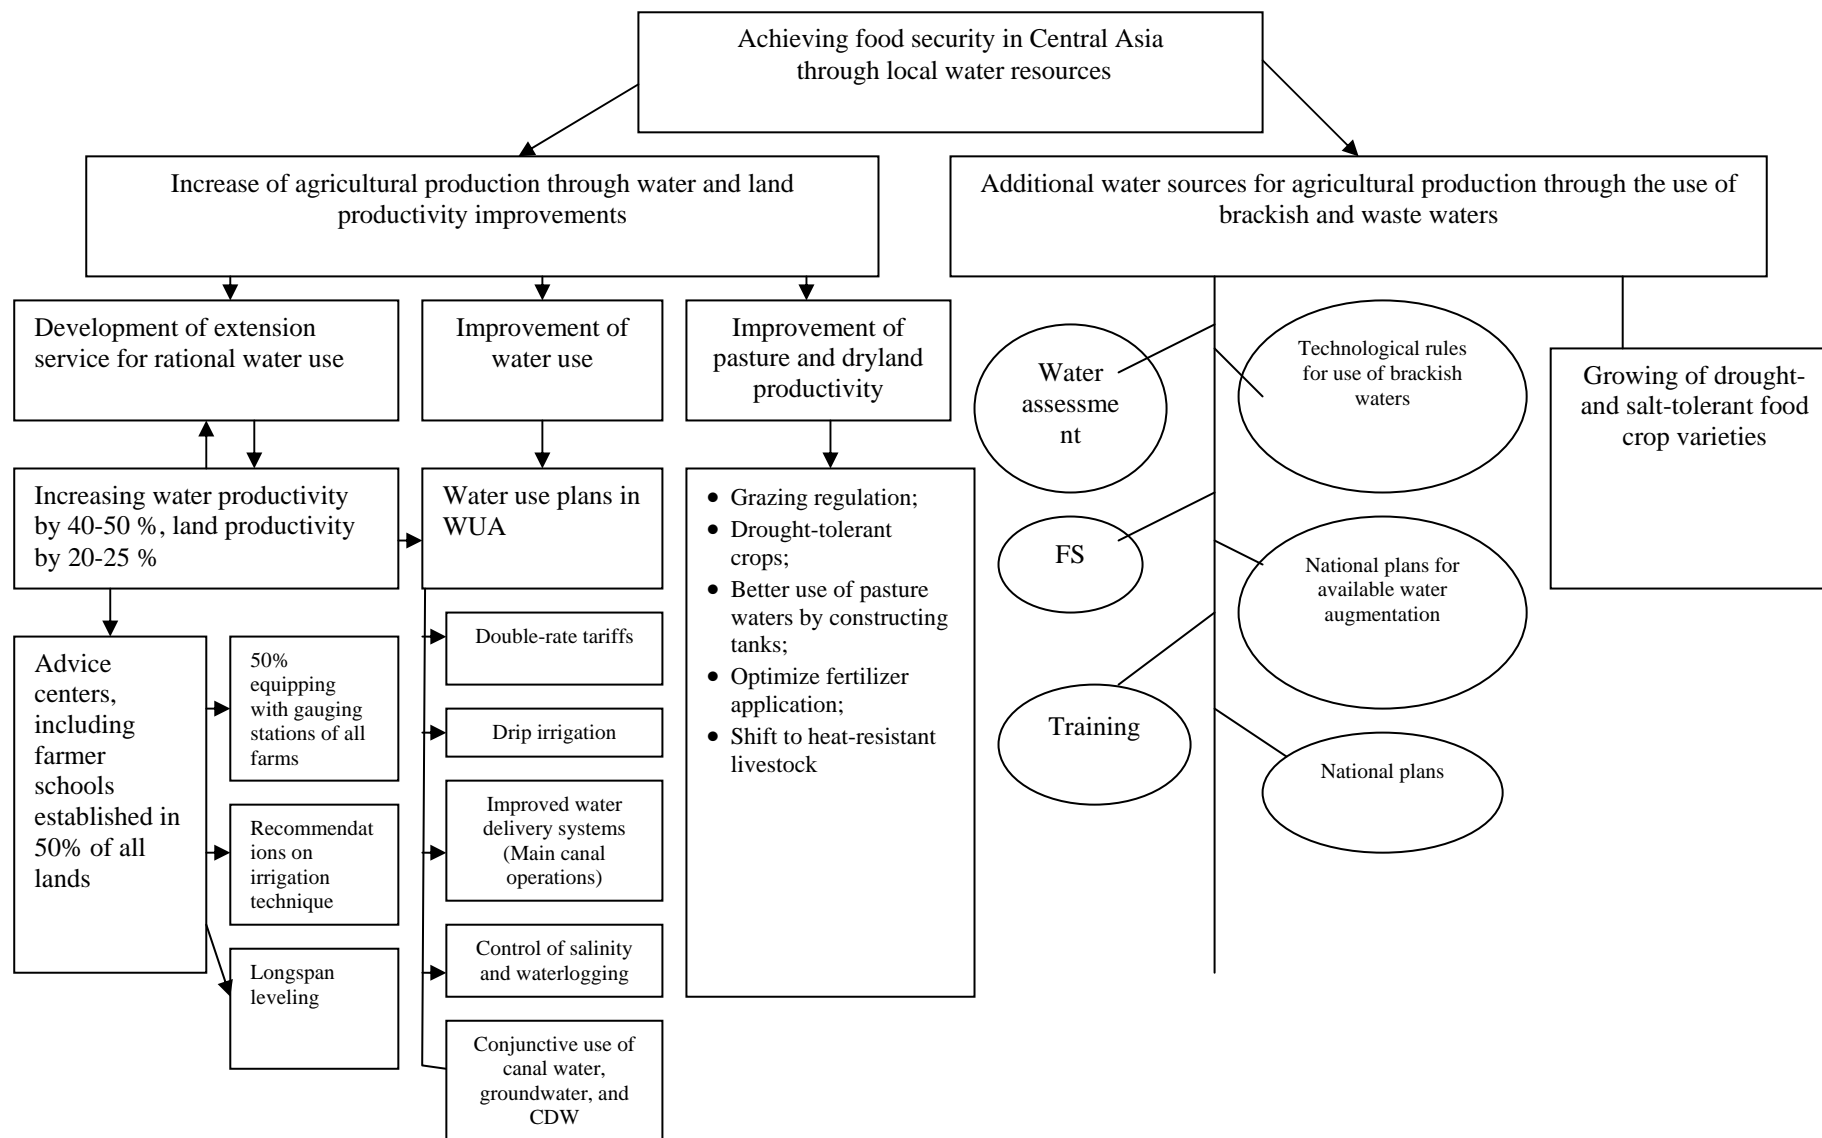 Achieving food security in Central Asia
through local water resources
Increase of agricultural production through water and land
productivity improvements
Additional water sources for agricultural production through the use of
brackish and waste waters
Development of extension
service for rational water use
Improvement of
water use
Improvement of
pasture and dryland
productivity
Water
assessme
nt
Technological rules
for use of brackish
waters
Growing of drought-
and salt-tolerant food
crop varieties
Increasing water productivity
by 40-50 %, land productivity
by 20-25 %
Water use plans in
WUA
• Grazing regulation;
• Drought-tolerant
crops;
• Better use of pasture
waters by constructing
tanks;
• Optimize fertilizer
application;
• Shift to heat-resistant
livestock
FS
National plans for
available water
augmentation
Training
National plans
Advice
centers,
including
farmer
schools
established in
50% of all
lands
50%
equipping
with gauging
stations of all
farms
Recommendat
ions on
irrigation
technique
Longspan
leveling
Double-rate tariffs
Drip irrigation
Improved water
delivery systems
(Main canal
operations)
Control of salinity
and waterlogging
Conjunctive use of
canal water,
groundwater, and
CDW